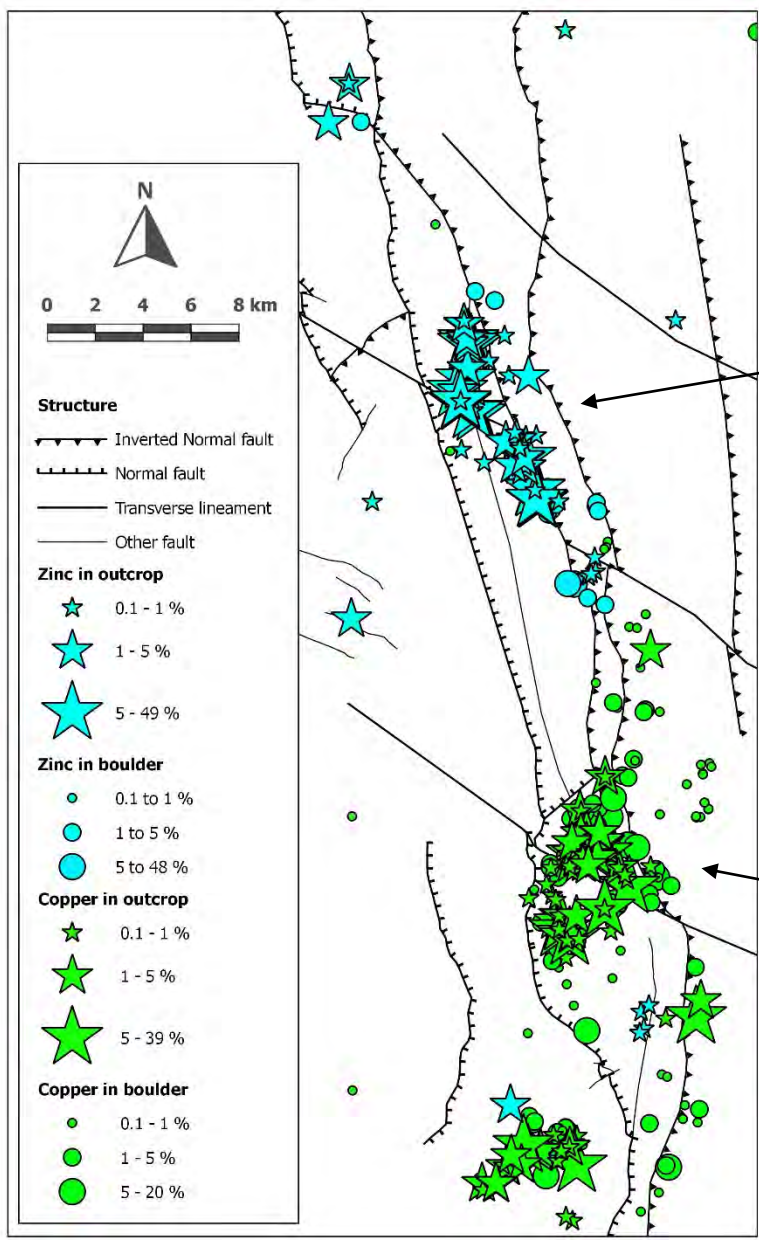 N
0 2 4 6 8 km
Structure
Inverted Normal fault
Normal fault
Transverse lineament
Other fault
Zinc in outcrop
0.1 - 1 %
1 - 5 %
5 - 49 %
Zinc in boulder
0.1 to 1 %
1 to 5 %
5 to 48 %
Copper in outcrop
0.1 - 1 %
1 - 5 %
5 - 39 %
Copper in boulder
0.1 - 1 %
1 - 5 %
5 - 20 %